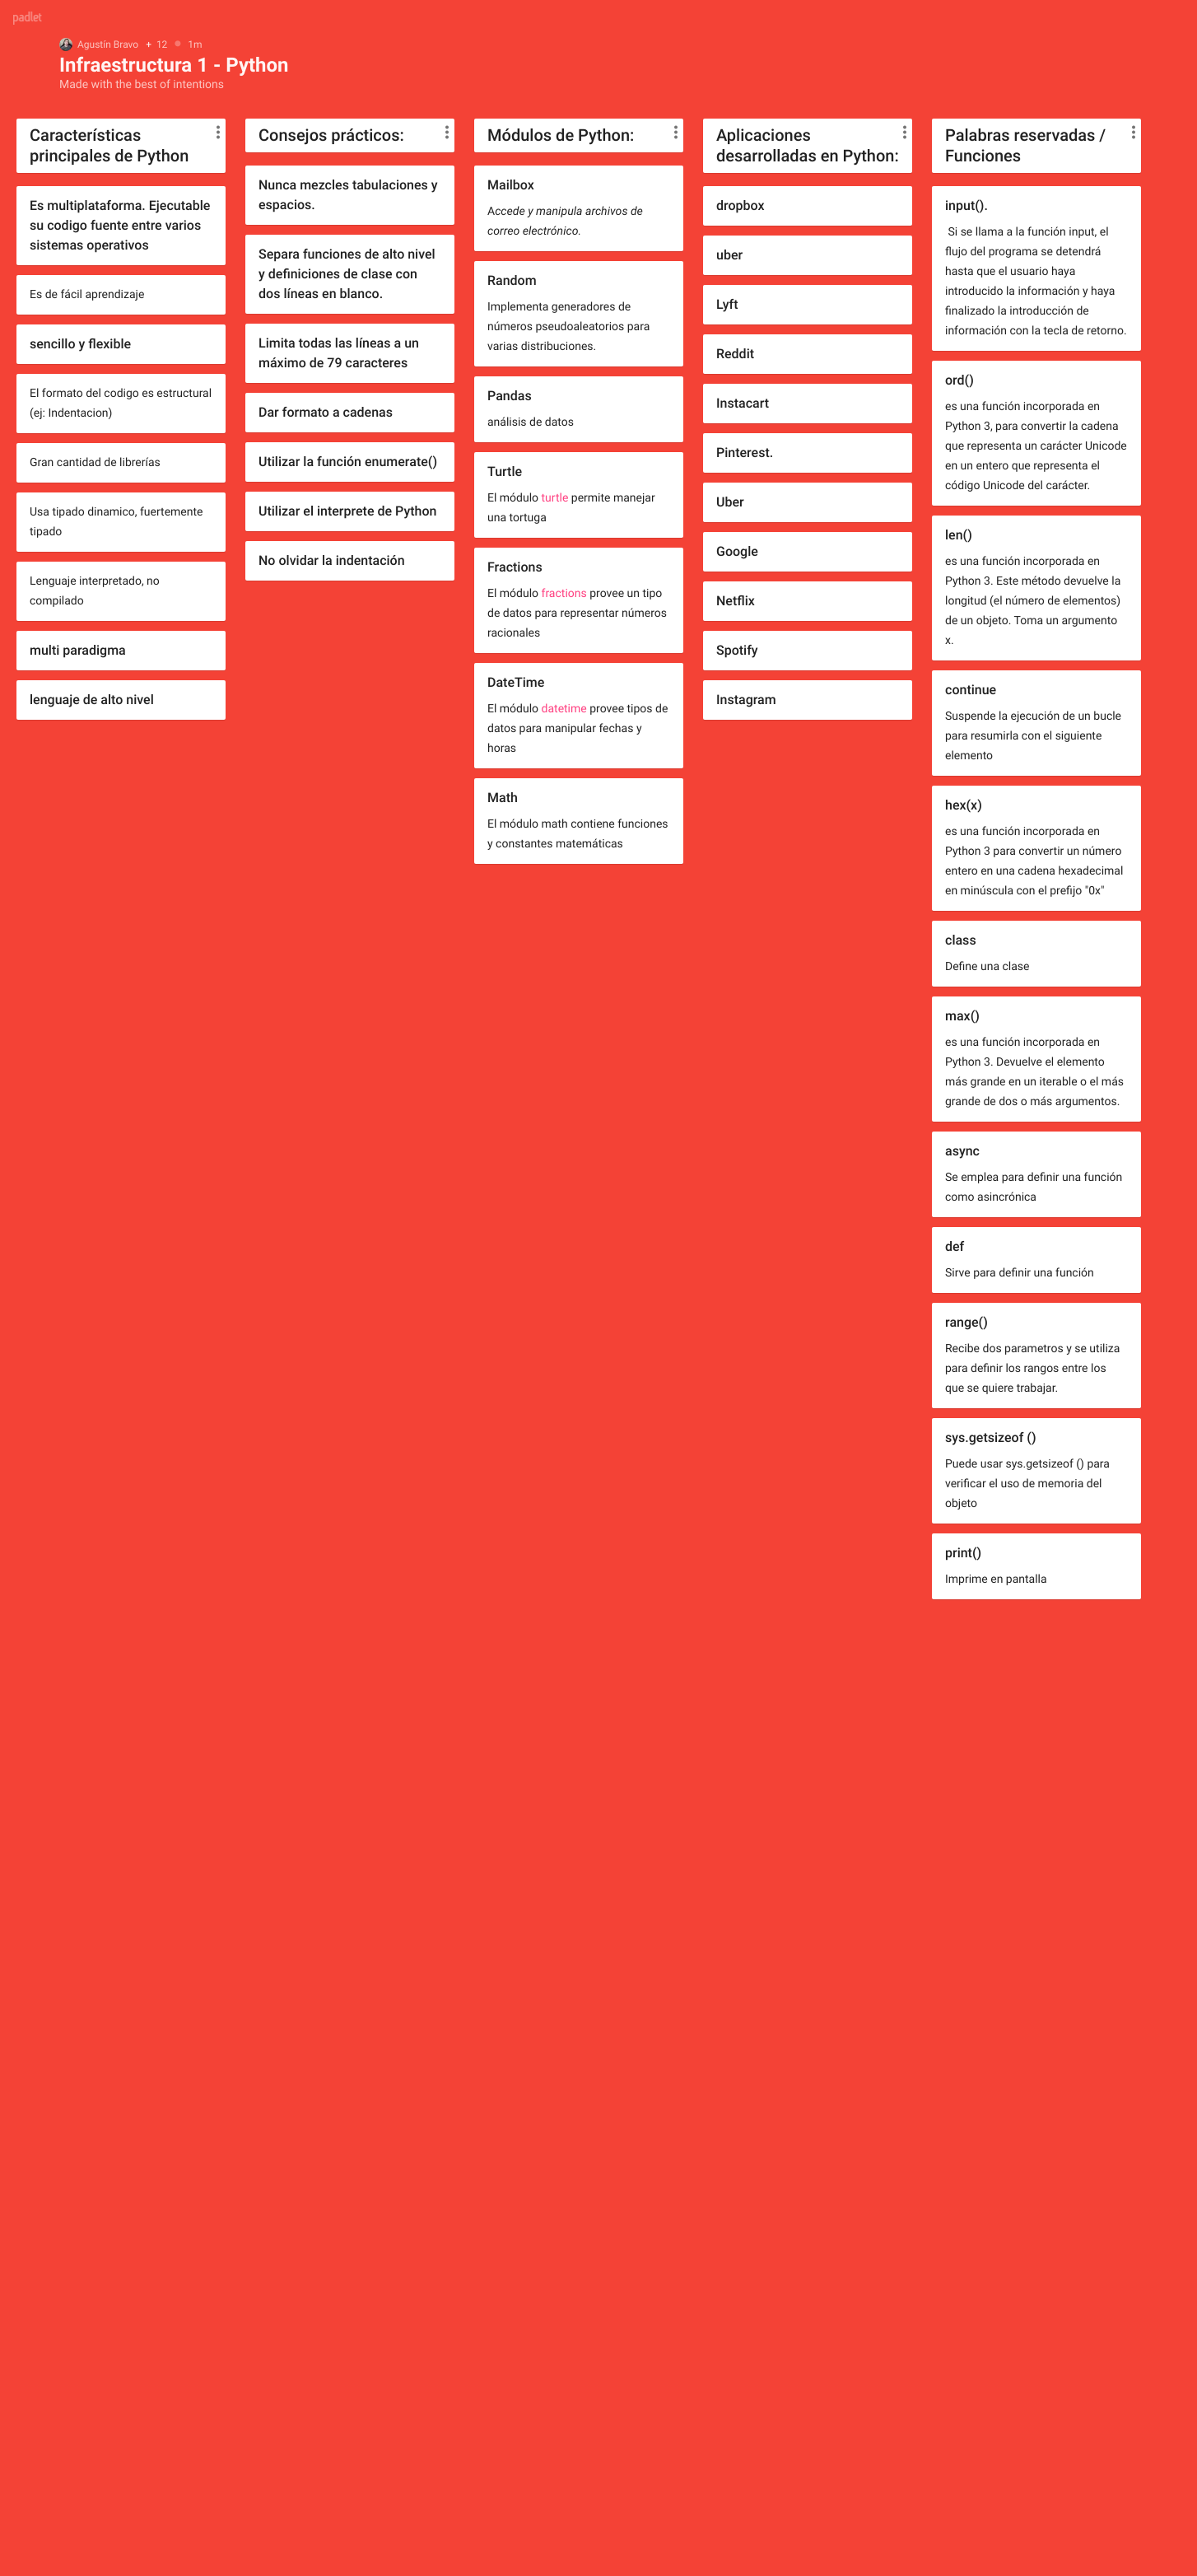 padlet
Agustín Bravo + 12 1m
Infraestructura 1 - Python
Made with the best of intentions
Características
principales de Python
Es multiplataforma. Ejecutable
su codigo fuente entre varios
sistemas operativos
Es de fácil aprendizaje
sencillo y flexible
El formato del codigo es estructural
(ej: Indentacion)
Gran cantidad de librerías
Usa tipado dinamico, fuertemente
tipado
Lenguaje interpretado, no
compilado
multi paradigma
lenguaje de alto nivel
Consejos prácticos:
Nunca mezcles tabulaciones y
espacios.
Separa funciones de alto nivel
y definiciones de clase con
dos líneas en blanco.
Limita todas las líneas a un
máximo de 79 caracteres
Dar formato a cadenas
Utilizar la función enumerate()
Utilizar el interprete de Python
No olvidar la indentación
Módulos de Python:
Mailbox
Accede y manipula archivos de
correo electrónico.
Random
Implementa generadores de
números pseudoaleatorios para
varias distribuciones.
Pandas
análisis de datos
Turtle
El módulo turtle permite manejar
una tortuga
Fractions
El módulo fractions provee un tipo
de datos para representar números
racionales
DateTime
El módulo datetime provee tipos de
datos para manipular fechas y
horas
Math
El módulo math contiene funciones
y constantes matemáticas
Aplicaciones
desarrolladas en Python:
dropbox
uber
Lyft
Reddit
Instacart
Pinterest.
Uber
Google
Netflix
Spotify
Instagram
Palabras reservadas /
Funciones
input().
Si se llama a la función input, el
flujo del programa se detendrá
hasta que el usuario haya
introducido la información y haya
finalizado la introducción de
información con la tecla de retorno.
ord()
es una función incorporada en
Python 3, para convertir la cadena
que representa un carácter Unicode
en un entero que representa el
código Unicode del carácter.
len()
es una función incorporada en
Python 3. Este método devuelve la
longitud (el número de elementos)
de un objeto. Toma un argumento
x.
continue
Suspende la ejecución de un bucle
para resumirla con el siguiente
elemento
hex(x)
es una función incorporada en
Python 3 para convertir un número
entero en una cadena hexadecimal
en minúscula con el prefijo "0x"
class
Define una clase
max()
es una función incorporada en
Python 3. Devuelve el elemento
más grande en un iterable o el más
grande de dos o más argumentos.
async
Se emplea para definir una función
como asincrónica
def
Sirve para definir una función
range()
Recibe dos parametros y se utiliza
para definir los rangos entre los
que se quiere trabajar.
sys.getsizeof ()
Puede usar sys.getsizeof () para
verificar el uso de memoria del
objeto
print()
Imprime en pantalla